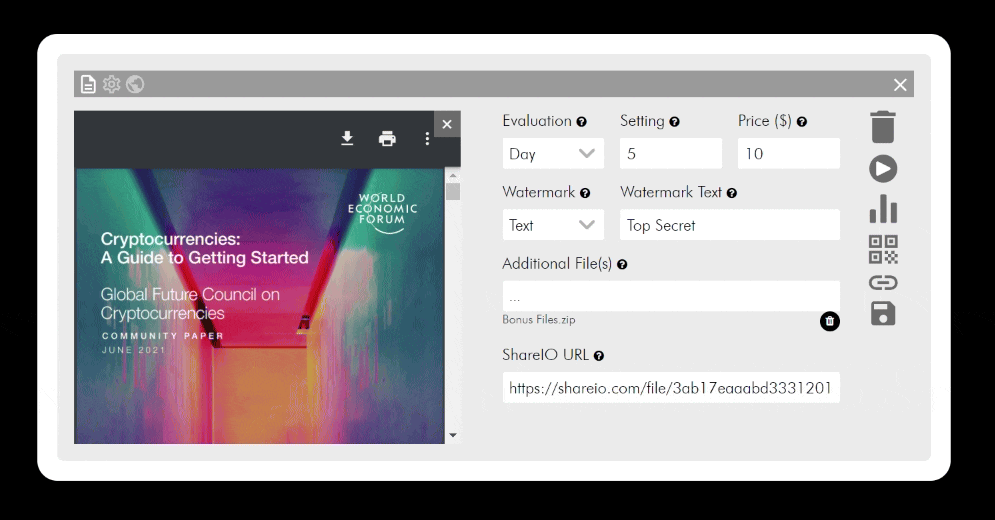 WORLD
ECONOMIC
FORUM
Cryptocurrencies:
A Guide to Getting Started
Global Future Council on
Cryptocurrencies
COMMUNITY PAPER
JUNE 2021
Evaluation ?
Setting ?
Price ($) ?
Day
5
10
Watermark ?
Watermark Text ?
Text
Top Secret
Additional File(s) ?
...
Bonus Files.zip
ShareIO URL ?
https://shareio.com/file/3ab17eaaabd3331201